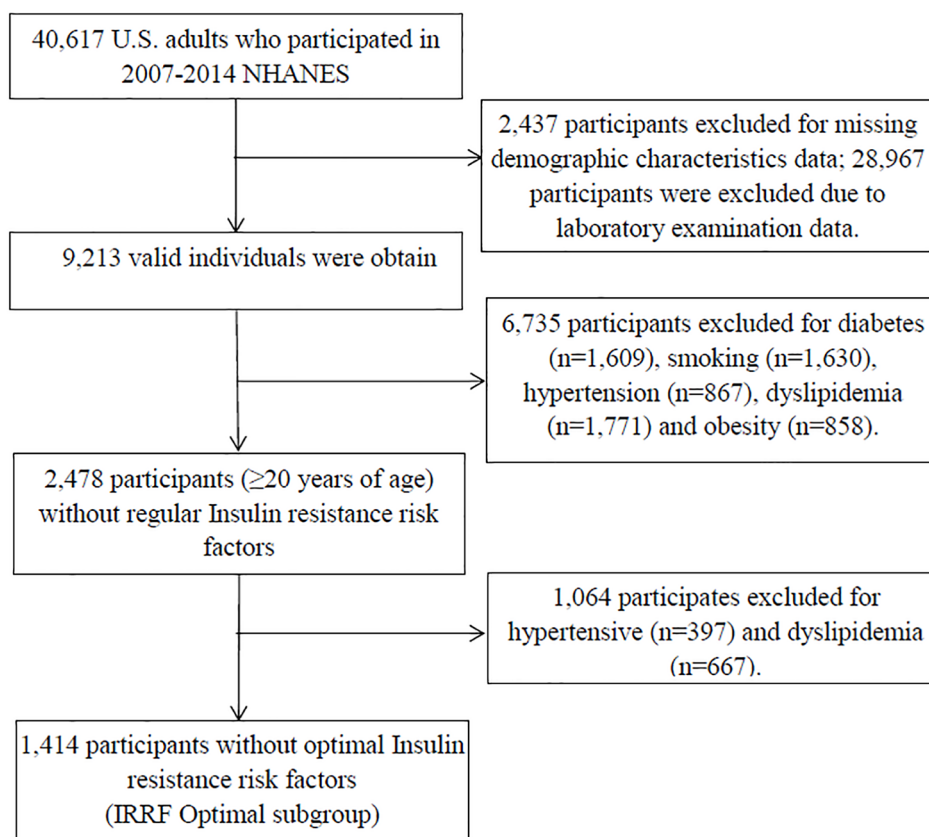 40,617 U.S. adults who participated in
2007-2014 NHANES
2,437 participants excluded for missing
demographic characteristics data; 28,967
participants were excluded due to
laboratory examination data.
9,213 valid individuals were obtain
6,735 participants excluded for diabetes
(n=1,609), smoking (n=1,630),
hypertension (n=867), dyslipidemia
(n=1,771) and obesity (n=858).
2,478 participants (≥20 years of age)
without regular Insulin resistance risk
factors
1,064 participates excluded for
hypertensive (n=397) and dyslipidemia
(n=667).
1,414 participants without optimal Insulin
resistance risk factors
(IRRF Optimal subgroup)